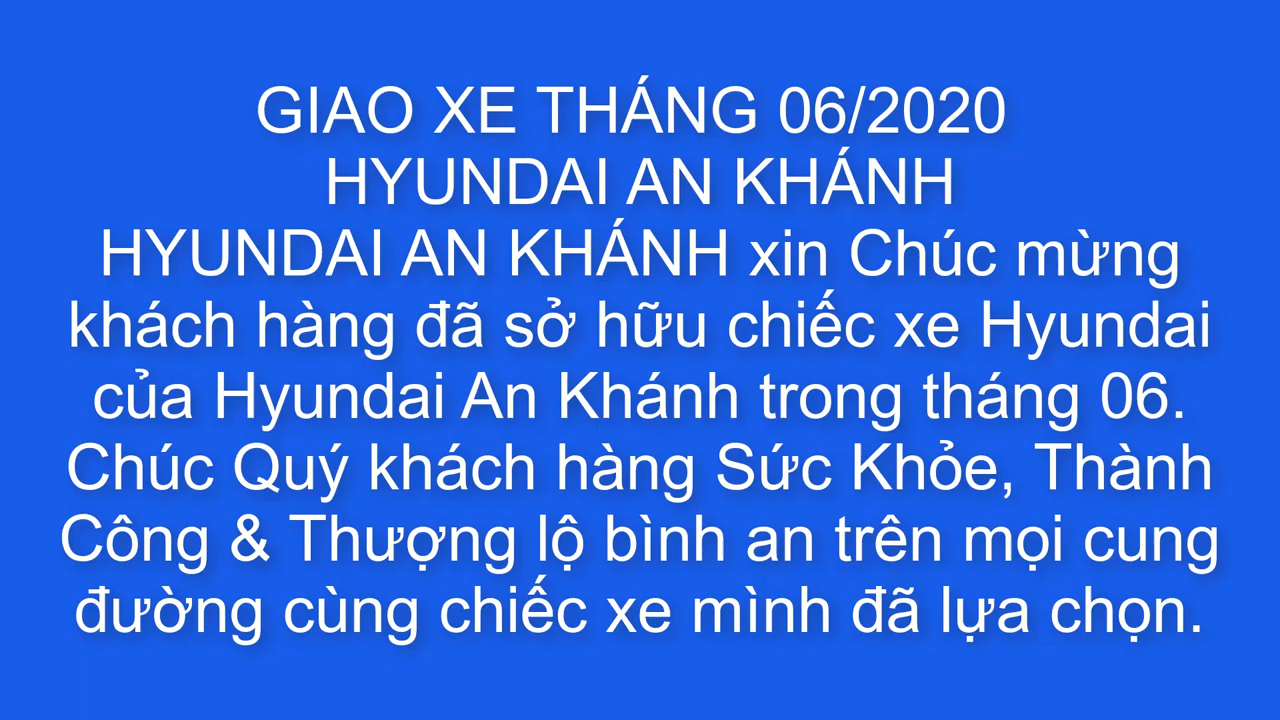 GIAO XE THÁNG 06/2020
HYUNDAI AN KHÁNH
HYUNDAI AN KHÁNH xin Chúc mừng
khách hàng đã sở hữu chiếc xe Hyundai
của Hyundai An Khánh trong tháng 06.
Chúc Quý khách hàng Sức Khỏe, Thành
Công & Thượng lộ bình an trên mọi cung
đường cùng chiếc xe mình đã lựa chọn.